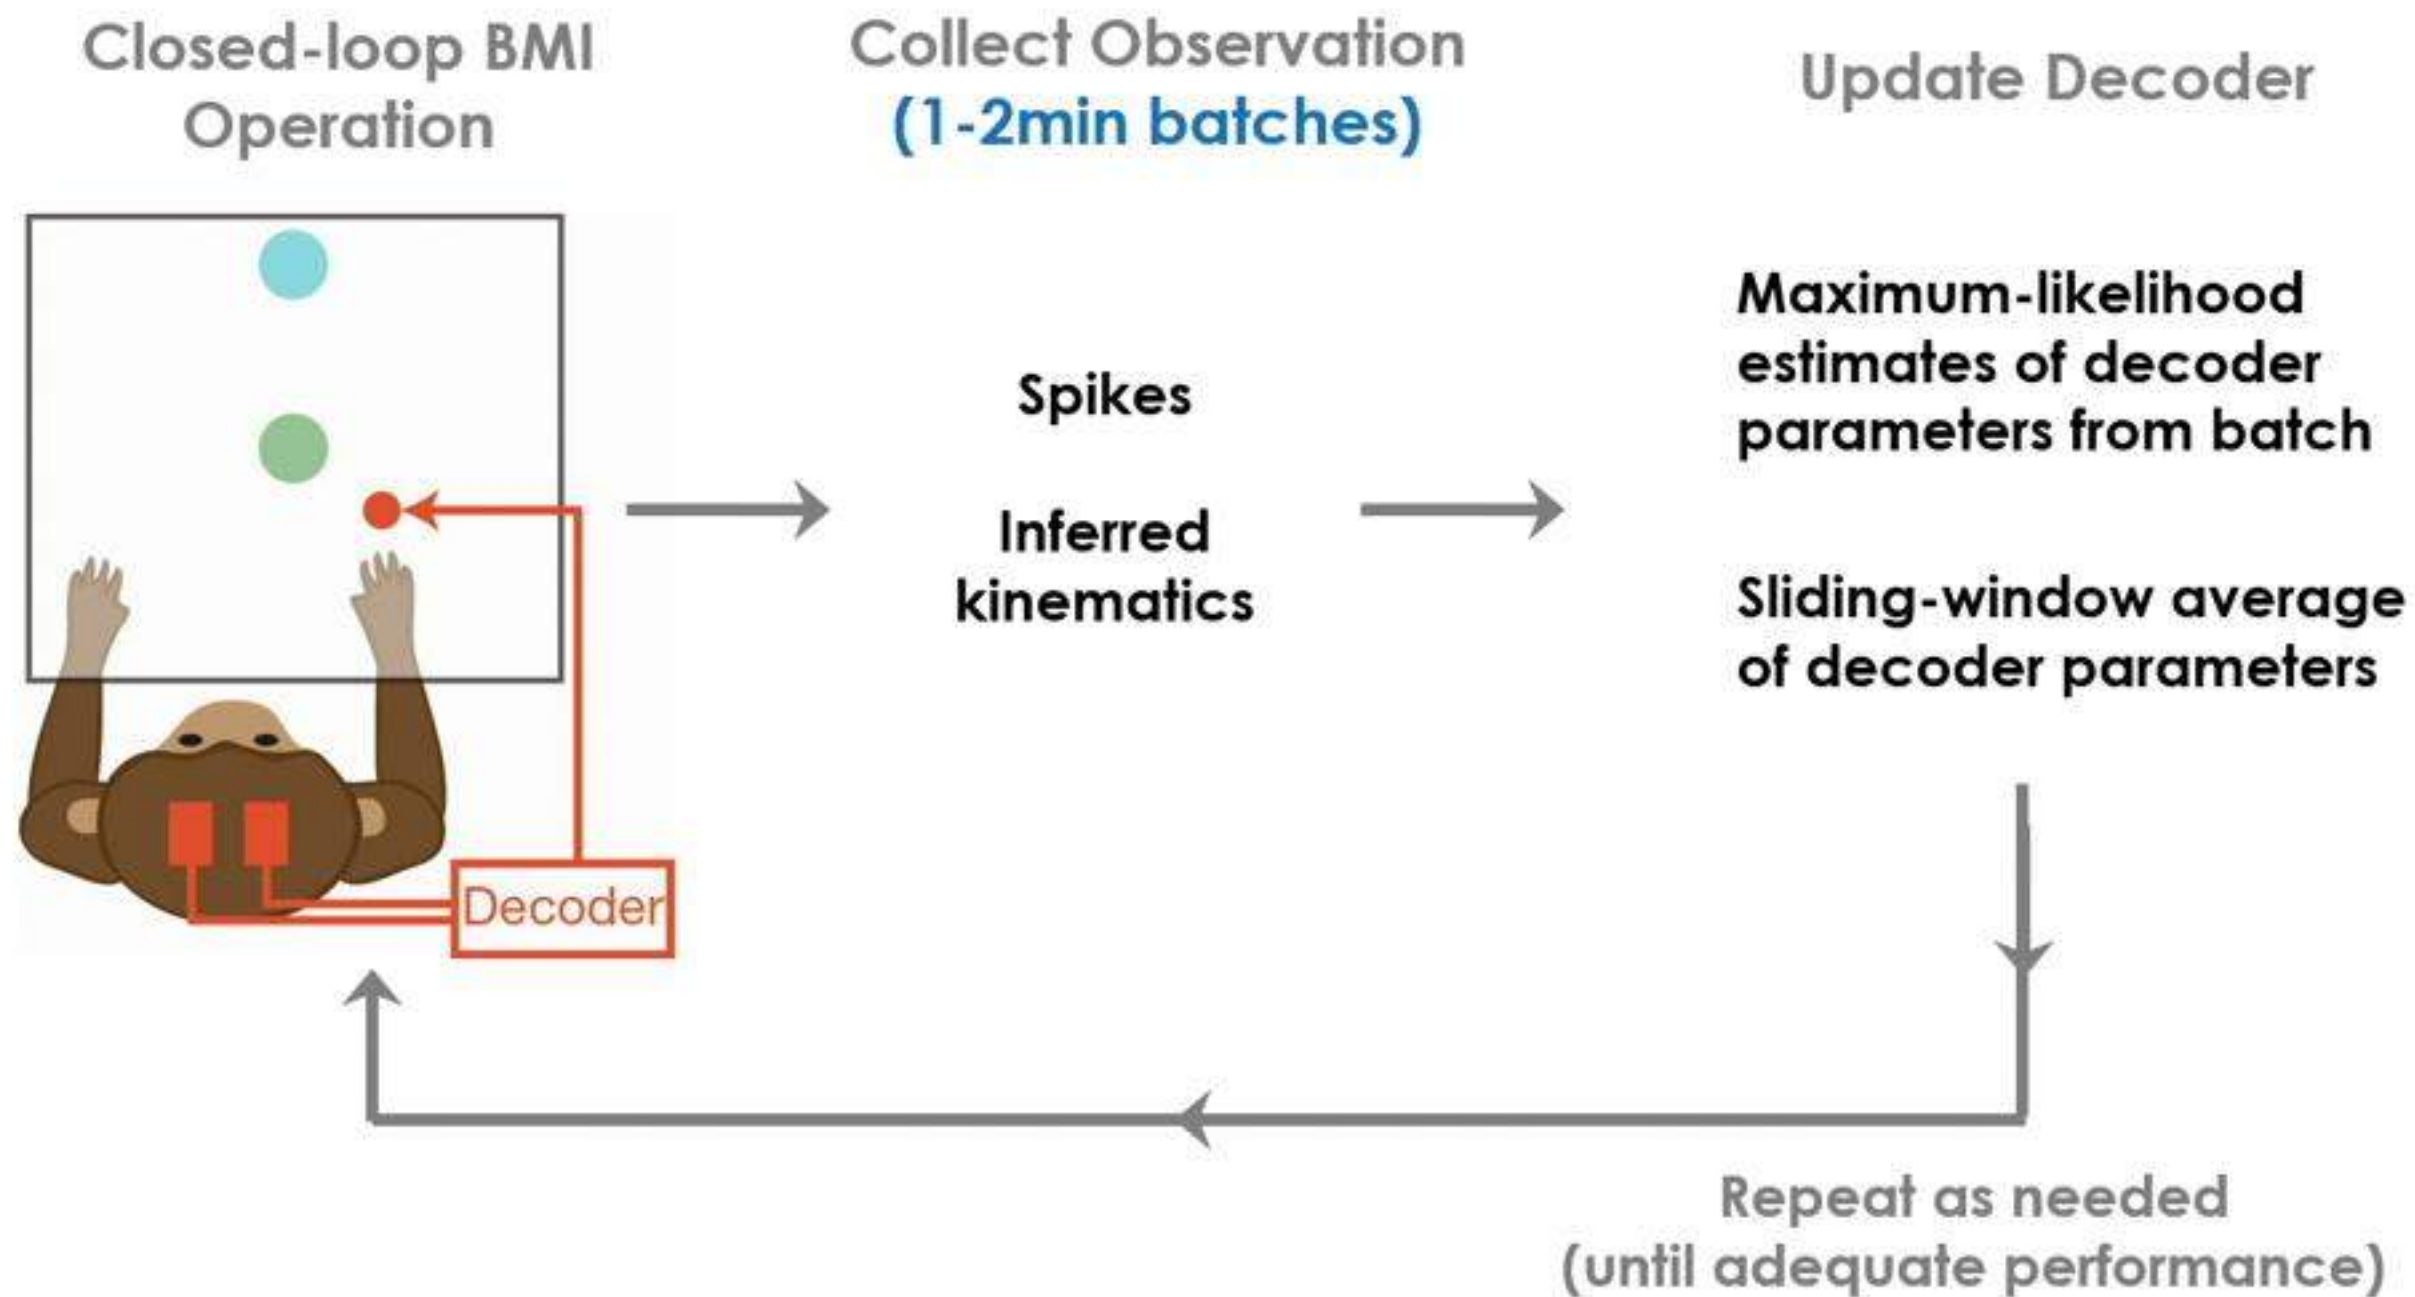 Closed-loop BMI
Operation
Collect Observation
(1-2min batches)
Update Decoder
Spikes
Inferred
kinematics
Maximum-likelihood
estimates of decoder
parameters from batch
Sliding-window average
of decoder parameters
Decoder
Repeat as needed
(until adequate performance)